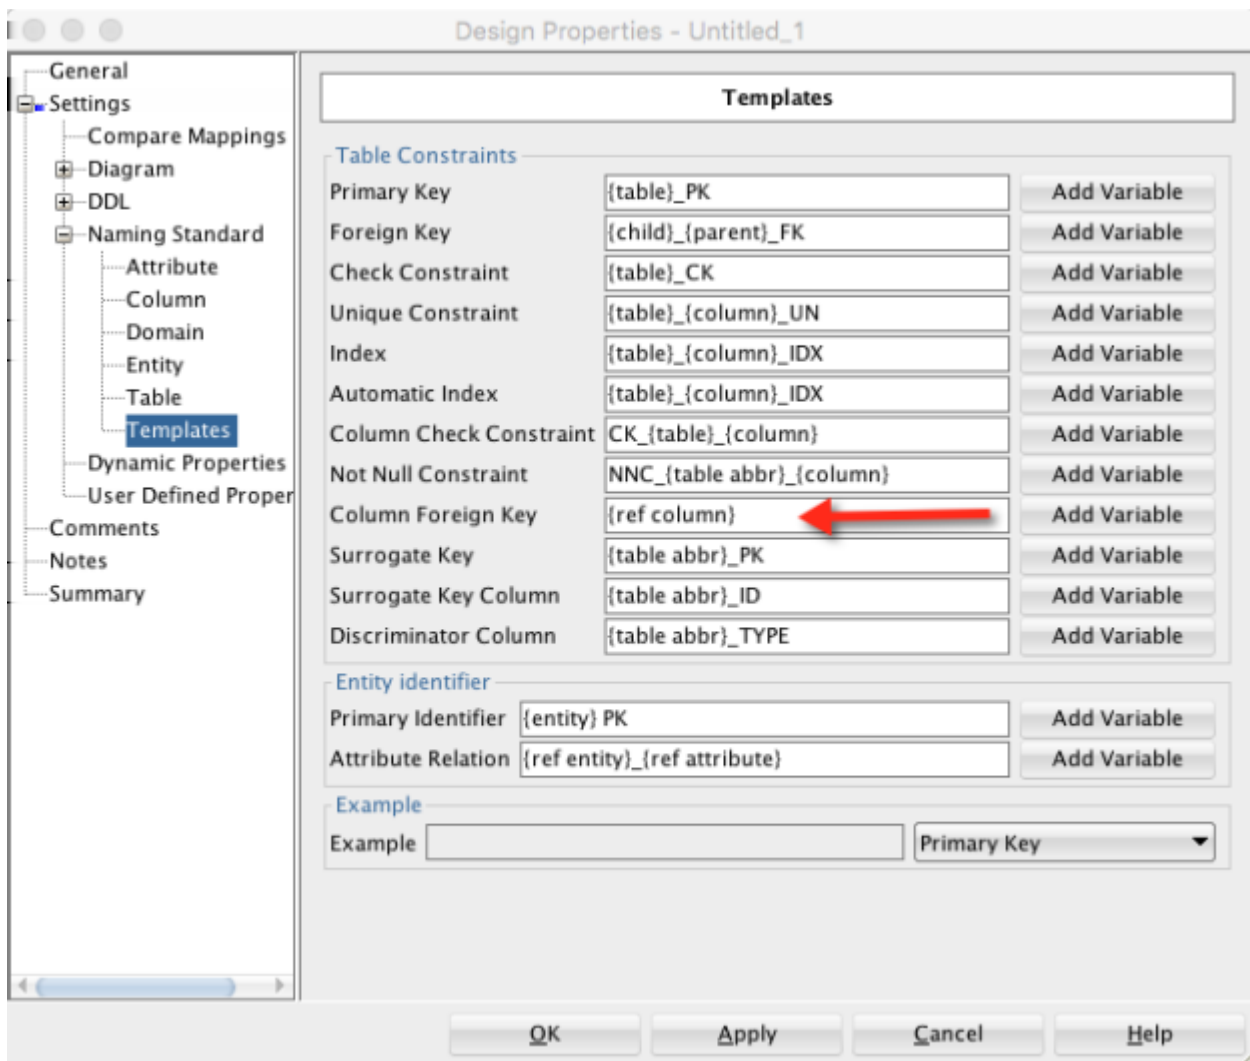 Design Properties - Untitled_1
General
Settings
Compare Mappings
Diagram
DDL
Naming Standard
Attribute
Column
Domain
Entity
Table
Templates
Dynamic Properties
User Defined Proper
Comments
Notes
Summary
Templates
Table Constraints
Primary Key {table}_PK Add Variable
Foreign Key {child}_{parent}_FK Add Variable
Check Constraint {table}_CK Add Variable
Unique Constraint {table}_{column}_UN Add Variable
Index {table}_{column}_IDX Add Variable
Automatic Index {table}_{column}_IDX Add Variable
Column Check Constraint CK_{table}_{column} Add Variable
Not Null Constraint NNC_{table abbr}_{column} Add Variable
Column Foreign Key {ref column} Add Variable
Surrogate Key {table abbr}_PK Add Variable
Surrogate Key Column {table abbr}_ID Add Variable
Discriminator Column {table abbr}_TYPE Add Variable
Entity identifier
Primary Identifier {entity} PK Add Variable
Attribute Relation {ref entity}_{ref attribute} Add Variable
Example
Example Primary Key
OK Apply Cancel Help